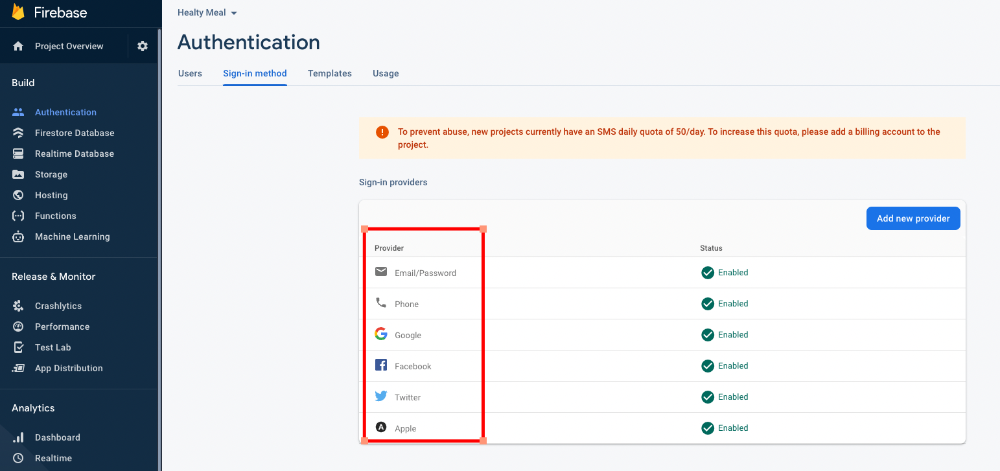 Firebase
Project Overview
Build
Authentication
Firestore Database
Realtime Database
Storage
Hosting
Functions
Machine Learning
Release & Monitor
Crashlytics
Performance
Test Lab
App Distribution
Analytics
Dashboard
Realtime
Healty Meal
Authentication
Users Sign-in method Templates Usage
To prevent abuse, new projects currently have an SMS daily quota of 50/day. To increase this quota, please add a billing account to the
project.
Sign-in providers
Add new provider
Provider Status
Email/Password Enabled
Phone Enabled
Google Enabled
Facebook Enabled
Twitter Enabled
Apple Enabled